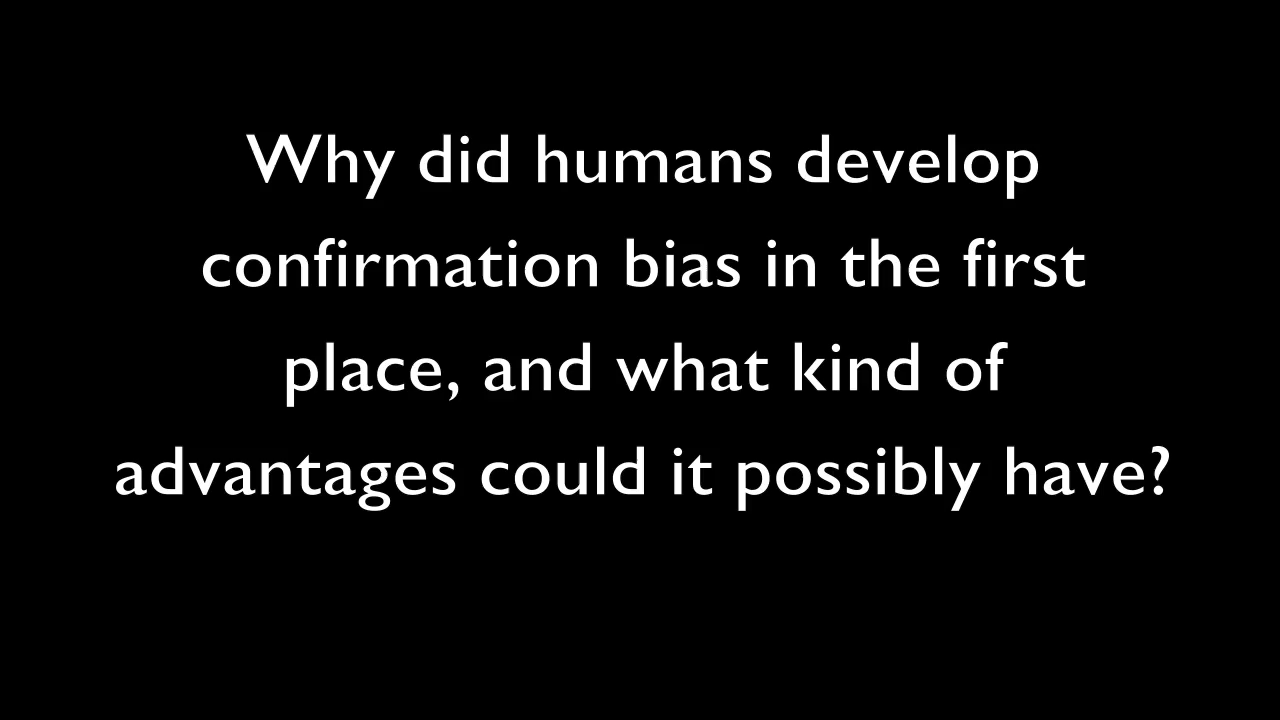 Why did humans develop
confirmation bias in the first
place, and what kind of
advantages could it possibly have?